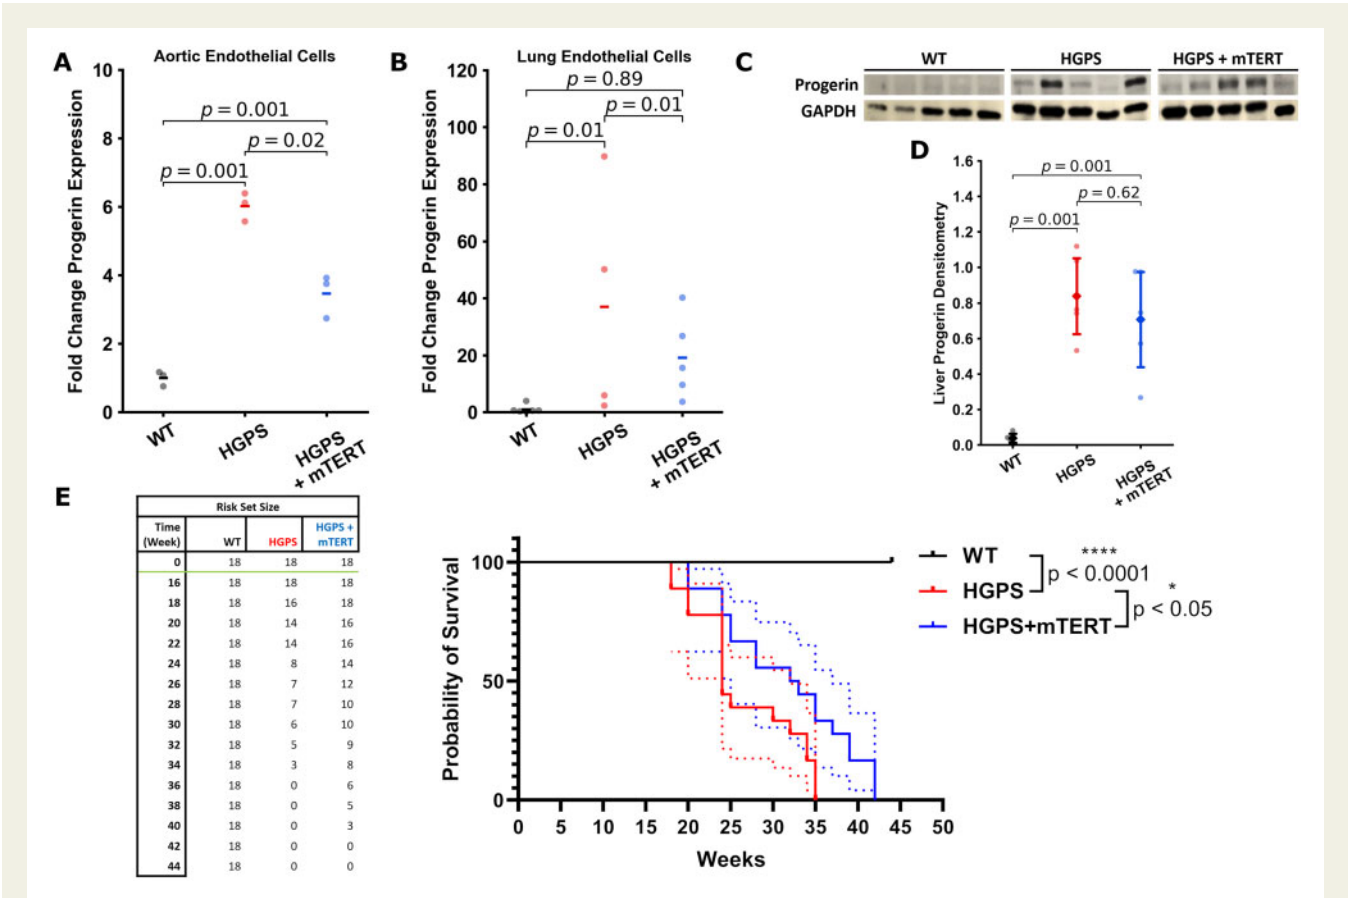 A
Aortic Endothelial Cells
Fold Change Progerin Expression
10
8
6
4
2
0
p = 0.001
p = 0.02
p = 0.001
WT
HGPS
HGPS
+ mTERT
B
Lung Endothelial Cells
Fold Change Progerin Expression
120
100
80
60
40
20
0
p = 0.89
p = 0.01
p = 0.01
WT
HGPS
HGPS
+ mTERT
C
WT HGPS HGPS + mTERT
Progerin
GAPDH
D
Liver Progerin Densitometry
1.6
1.4
1.2
1.0
0.8
0.6
0.4
0.2
0.0
p = 0.001
p = 0.62
p = 0.001
WT
HGPS
HGPS
+ mTERT
E
Risk Set Size
Time (Week) WT HGPS HGPS + mTERT
0 18 18 18
16 18 18 18
18 18 16 18
20 18 14 16
22 18 14 16
24 18 8 14
26 18 7 12
28 18 7 10
30 18 6 10
32 18 5 9
34 18 3 8
36 18 0 6
38 18 0 5
40 18 0 3
42 18 0 0
44 18 0 0
Probability of Survival
100
50
0
0 5 10 15 20 25 30 35 40 45 50
Weeks
WT
HGPS
HGPS+mTERT
****
p < 0.0001
*
p < 0.05